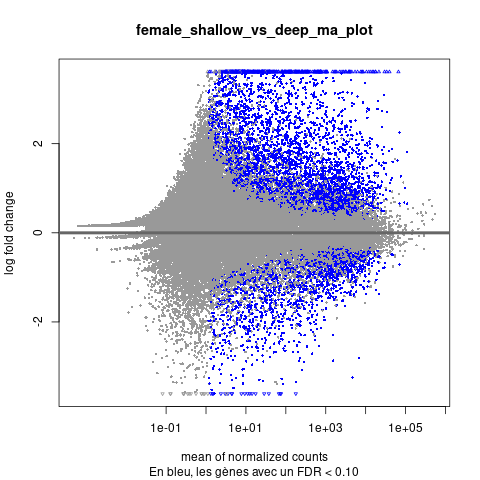 female_shallow_vs_deep_ma_plot
log fold change
2
0
-2
1e-01
1e+01
1e+03
1e+05
mean of normalized counts
En bleu, les gènes avec un FDR < 0.10